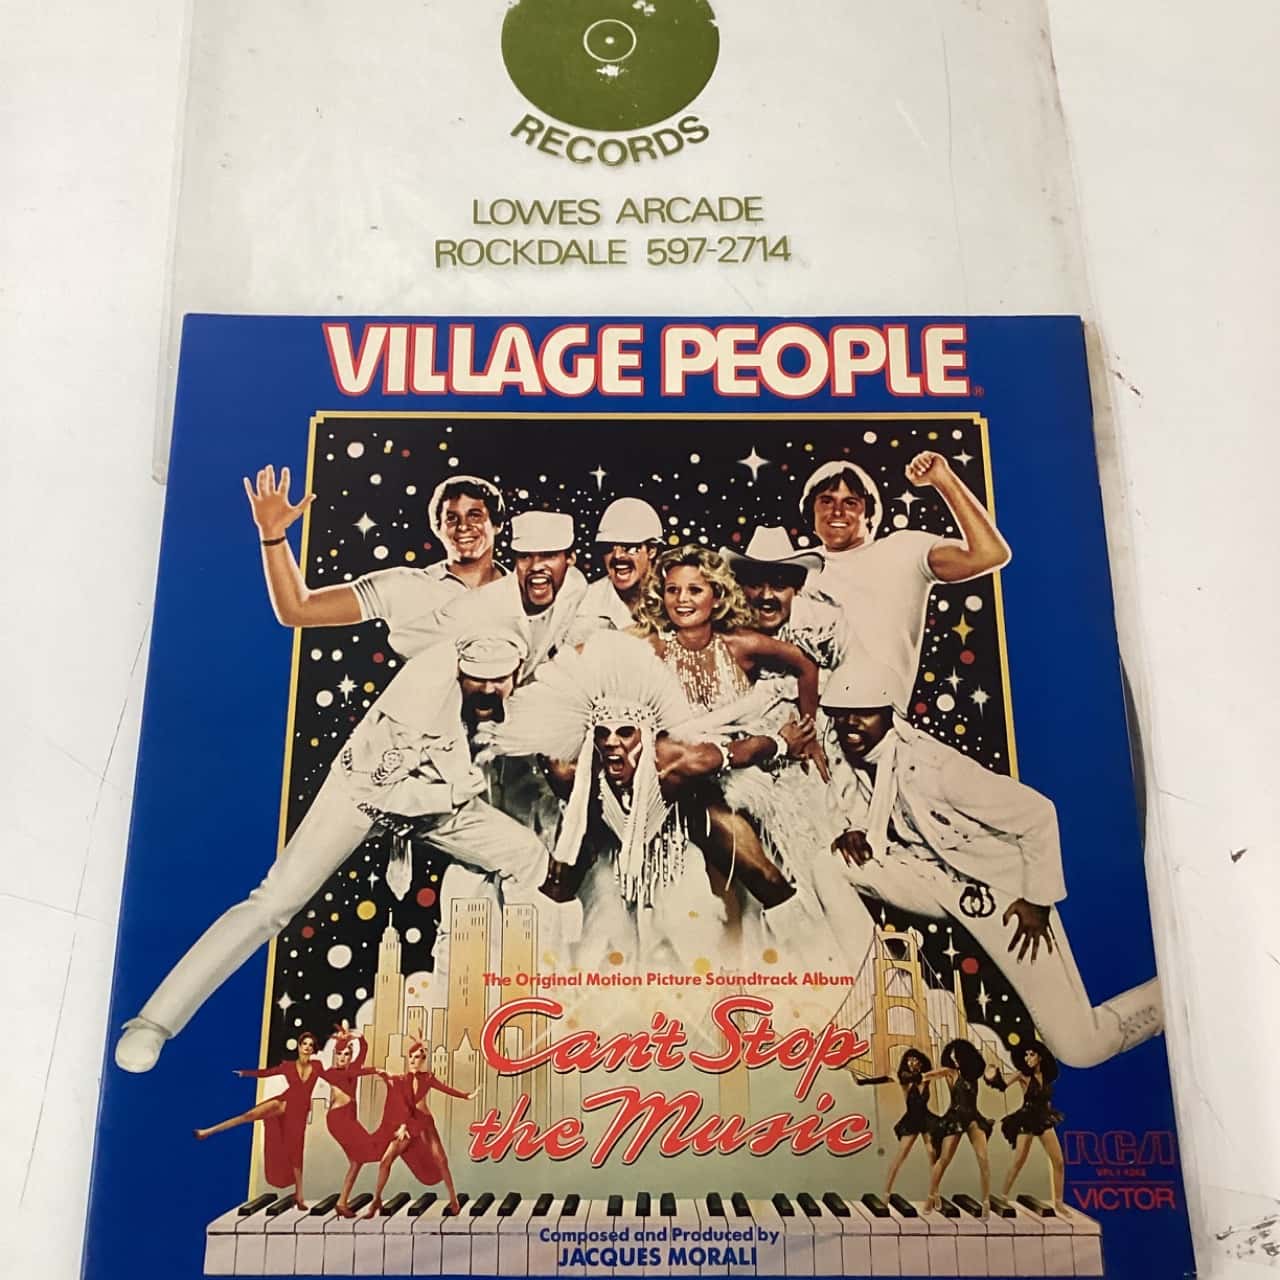 RECORDS
LOWES ARCADE
ROCKDALE 597-2714
VILLAGE PEOPLE®
The Original Motion Picture Soundtrack Album
Can't Stop
the Music
RCA
VICTOR
Composed and Produced by
JACQUES MORALI